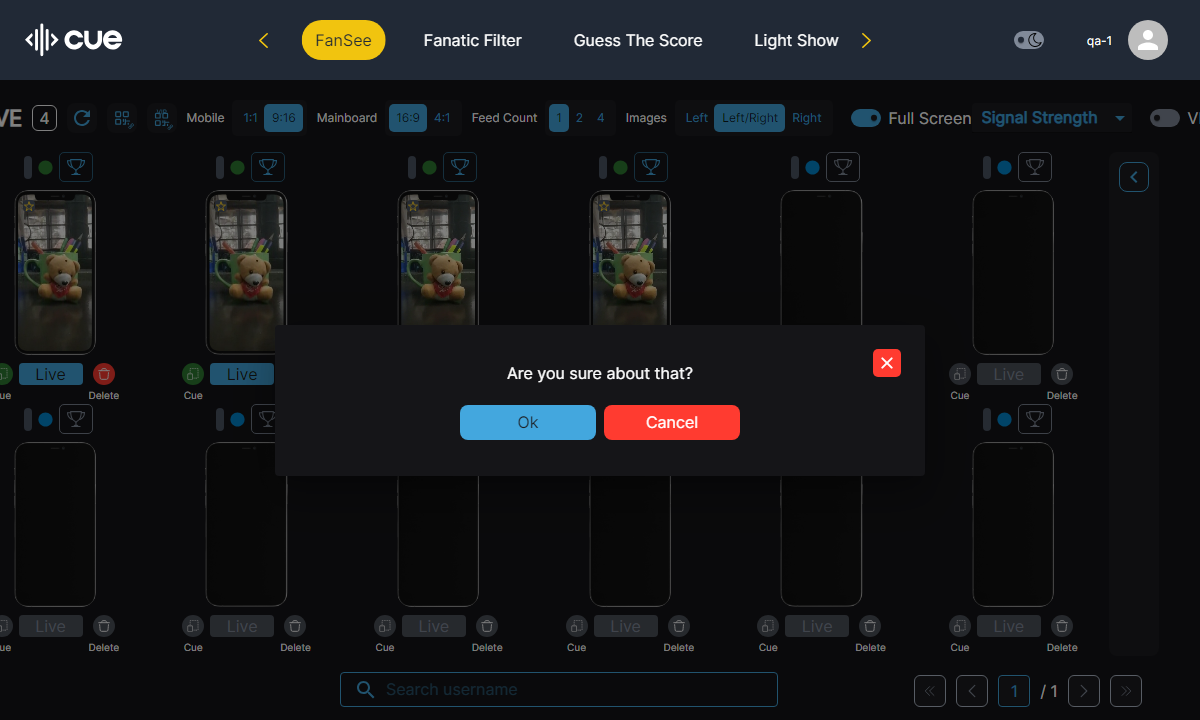 cue
FanSee
Fanatic Filter
Guess The Score
Light Show
qa-1
VE 4
Mobile 1:1 9:16
Mainboard 16:9 4:1
Feed Count 1 2 4
Images Left Left/Right Right
Full Screen
Signal Strength
Live
Live
Live
ue Delete
Cue
Cue Delete
Are you sure about that?
Ok
Cancel
Live
Live
Live
Live
Live
Live
ue Delete
Cue Delete
Cue Delete
Cue Delete
Cue Delete
Cue Delete
Search username
1 / 1